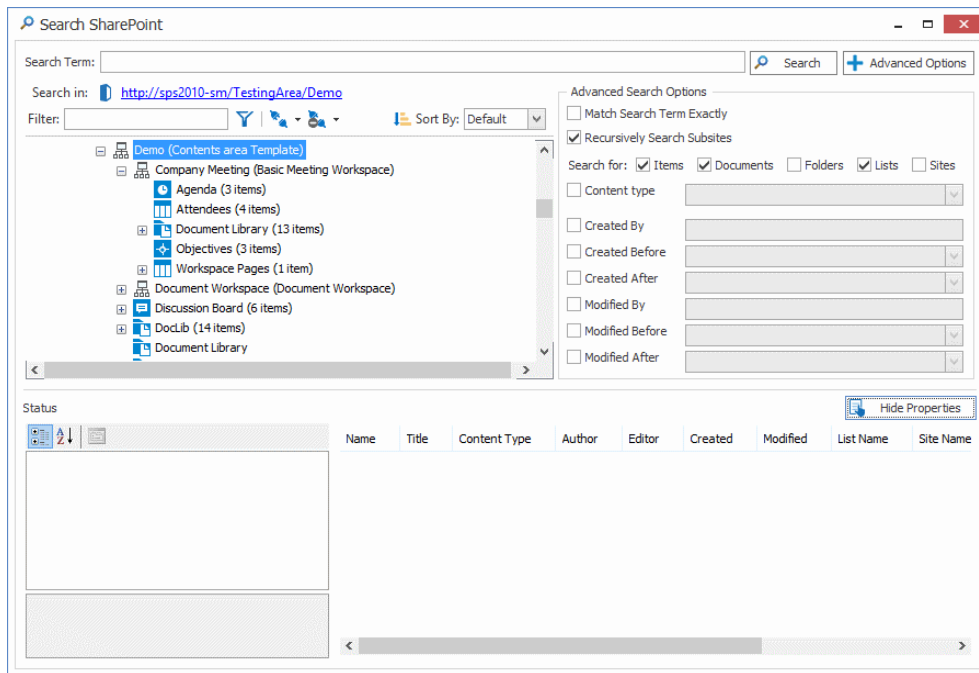 Search SharePoint
Search Term: Search Advanced Options
Search in: http://sps2010-sm/TestingArea/Demo
Filter: Sort By: Default
Demo (Contents area Template)
Company Meeting (Basic Meeting Workspace)
Agenda (3 items)
Attendees (4 items)
Document Library (13 items)
Objectives (3 items)
Workspace Pages (1 item)
Document Workspace (Document Workspace)
Discussion Board (6 items)
DocLib (14 items)
Document Library
Advanced Search Options
Match Search Term Exactly
Recursively Search Subsites
Search for: Items Documents Folders Lists Sites
Content type
Created By
Created Before
Created After
Modified By
Modified Before
Modified After
Status Hide Properties
Name Title Content Type Author Editor Created Modified List Name Site Name